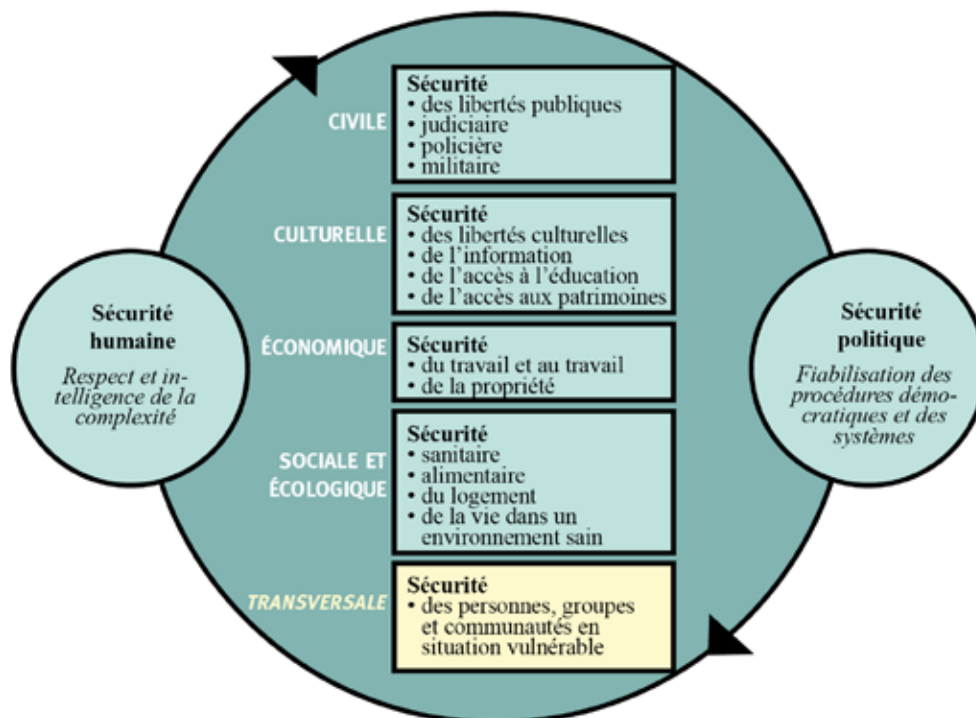 CIVILE
Sécurité
• des libertés publiques
• judiciaire
• policière
• militaire
CULTURELLE
Sécurité
• des libertés culturelles
• de l'information
• de l'accès à l'éducation
• de l'accès aux patrimoines
Sécurité
humaine
Respect et in-
telligence de la
complexité
ÉCONOMIQUE
Sécurité
• du travail et au travail
• de la propriété
Sécurité
politique
Fiabilisation des
procédures démo-
cratiques et des
systèmes
SOCIALE ET
ÉCOLOGIQUE
Sécurité
• sanitaire
• alimentaire
• du logement
• de la vie dans un
environnement sain
TRANSVERSALE
Sécurité
• des personnes, groupes
et communautés en
situation vulnérable